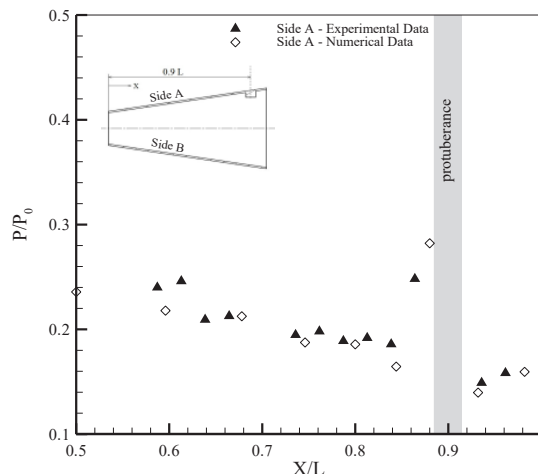 0.5
Side A - Experimental Data
Side A - Numerical Data
0.9 L
x
Side A
Side B
protuberance
0.4
0.3
P/P₀
0.2
0.1
0.5 0.6 0.7 0.8 0.9
X/L